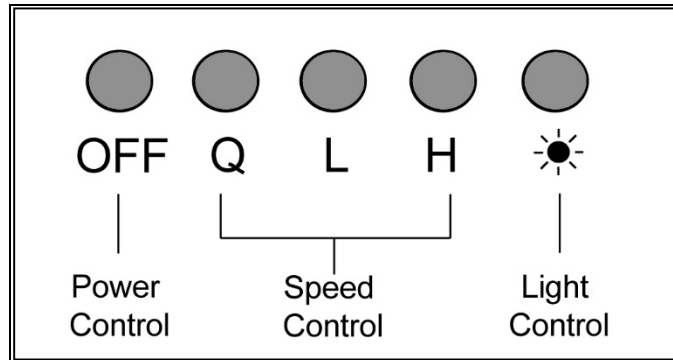 OFF Q L H
Power Control
Speed Control
Light Control